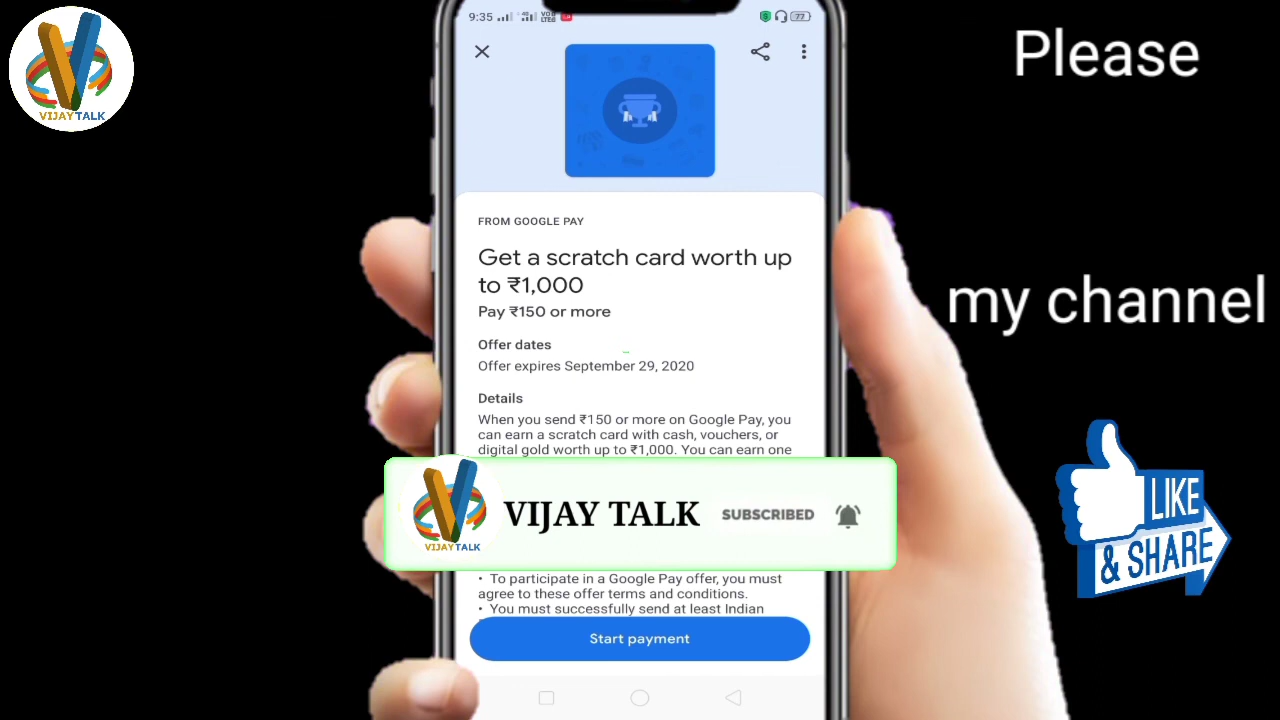 VIJAY TALK
9:35
4G
VoB
LTEB
77
Please
FROM GOOGLE PAY
Get a scratch card worth up
to ₹1,000
Pay ₹150 or more
my channel
Offer dates
Offer expires September 29, 2020
Details
When you send ₹150 or more on Google Pay, you
can earn a scratch card with cash, vouchers, or
digital gold worth up to ₹1,000. You can earn one
VIJAY TALK
VIJAY TALK
SUBSCRIBED
LIKE
& SHARE
• To participate in a Google Pay offer, you must
agree to these offer terms and conditions.
• You must successfully send at least Indian
Start payment